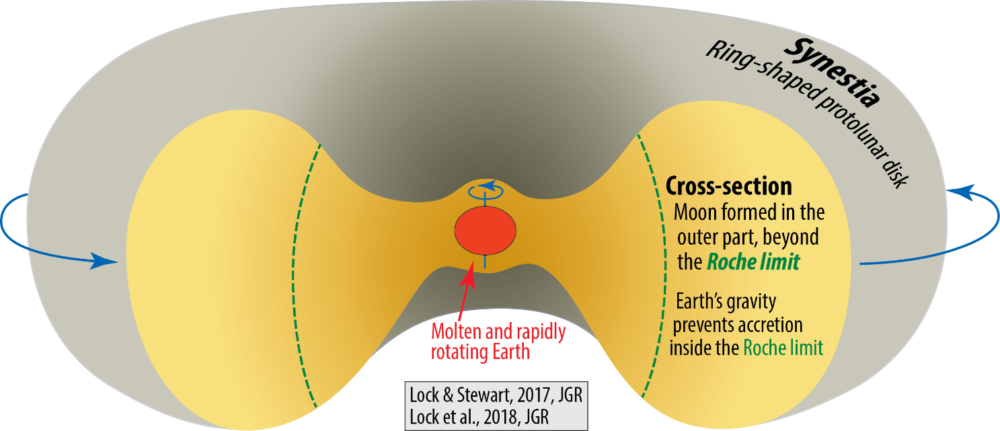 Synestia
Ring-shaped protolunar disk
Cross-section
Moon formed in the
outer part, beyond
the Roche limit
Earth’s gravity
prevents accretion
inside the Roche limit
Molten and rapidly
rotating Earth
Lock & Stewart, 2017, JGR
Lock et al., 2018, JGR